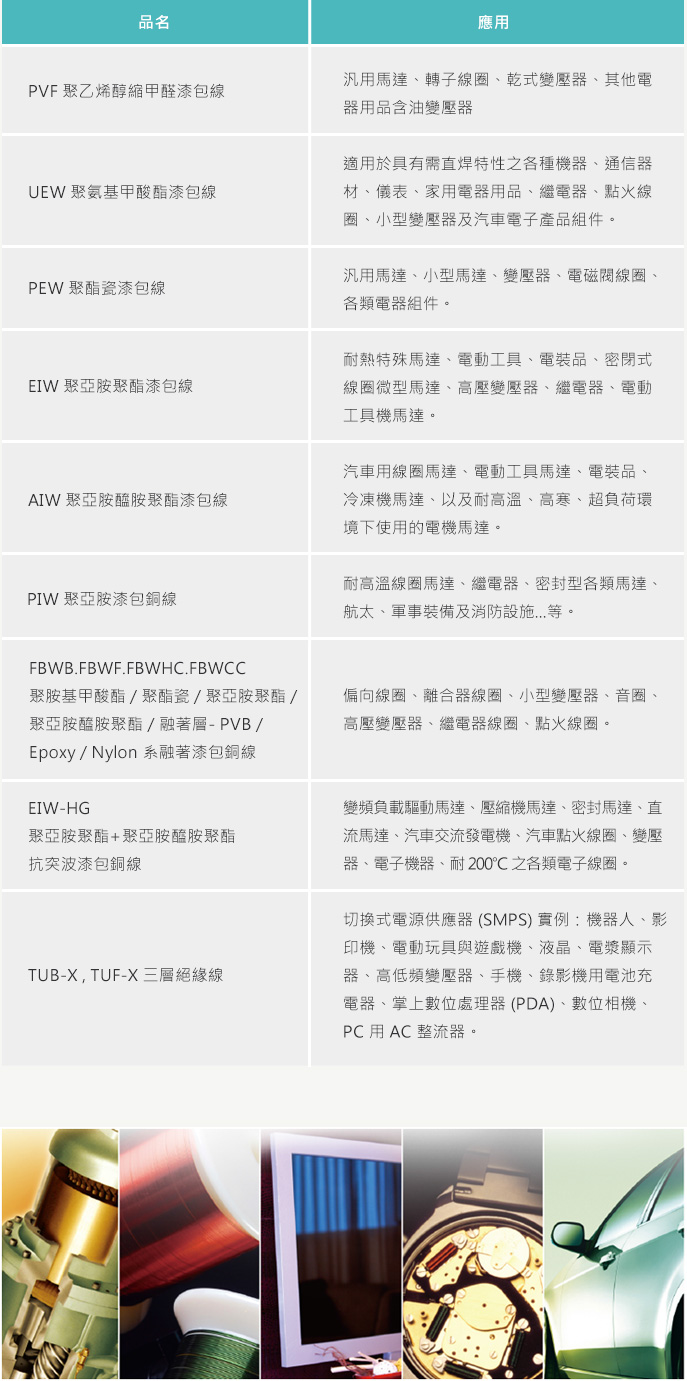 品名
應用
PVF 聚乙烯醇縮甲醛漆包線
汎用馬達、轉子線圈、乾式變壓器、其他電
器用品含油變壓器
UEW 聚氨基甲酸酯漆包線
適用於具有需直焊特性之各種機器、通信器
材、儀表、家用電器用品、繼電器、點火線
圈、小型變壓器及汽車電子產品組件。
PEW 聚酯瓷漆包線
汎用馬達、小型馬達、變壓器、電磁閥線圈、
各類電器組件。
EIW 聚亞胺聚酯漆包線
耐熱特殊馬達、電動工具、電裝品、密閉式
線圈微型馬達、高壓變壓器、繼電器、電動
工具機馬達。
AIW 聚亞胺醯胺聚酯漆包線
汽車用線圈馬達、電動工具馬達、電裝品、
冷凍機馬達、以及耐高溫、高寒、超負荷環
境下使用的電機馬達。
PIW 聚亞胺漆包銅線
耐高溫線圈馬達、繼電器、密封型各類馬達、
航太、軍事裝備及消防設施...等。
FBWB.FBWF.FBWHC.FBWCC
聚胺基甲酸酯 / 聚酯瓷 / 聚亞胺聚酯 /
聚亞胺醯胺聚酯 / 融著層- PVB /
Epoxy / Nylon 系融著漆包銅線
偏向線圈、離合器線圈、小型變壓器、音圈、
高壓變壓器、繼電器線圈、點火線圈。
EIW-HG
聚亞胺聚酯+聚亞胺醯胺聚酯
抗突波漆包銅線
變頻負載驅動馬達、壓縮機馬達、密封馬達、直
流馬達、汽車交流發電機、汽車點火線圈、變壓
器、電子機器、耐 200℃ 之各類電子線圈。
TUB-X , TUF-X 三層絕緣線
切換式電源供應器 (SMPS) 實例：機器人、影
印機、電動玩具與遊戲機、液晶、電漿顯示
器、高低頻變壓器、手機、錄影機用電池充
電器、掌上數位處理器 (PDA)、數位相機、
PC 用 AC 整流器。